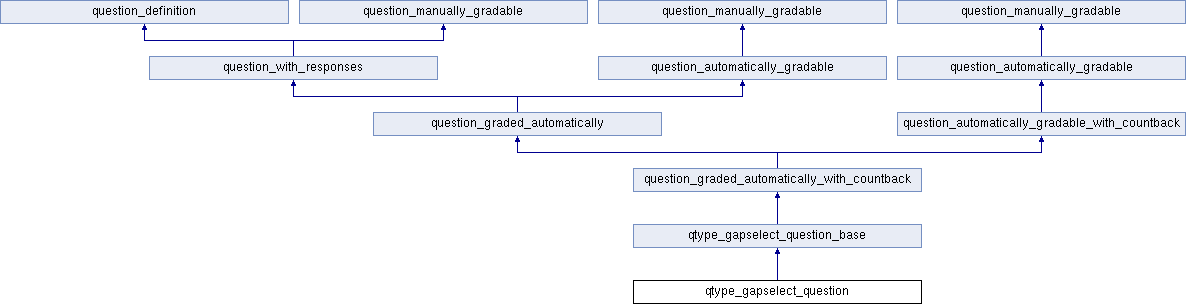 question_definition
question_manually_gradable
question_manually_gradable
question_manually_gradable
question_with_responses
question_automatically_gradable
question_automatically_gradable
question_graded_automatically
question_automatically_gradable_with_countback
question_graded_automatically_with_countback
qtype_gapselect_question_base
qtype_gapselect_question